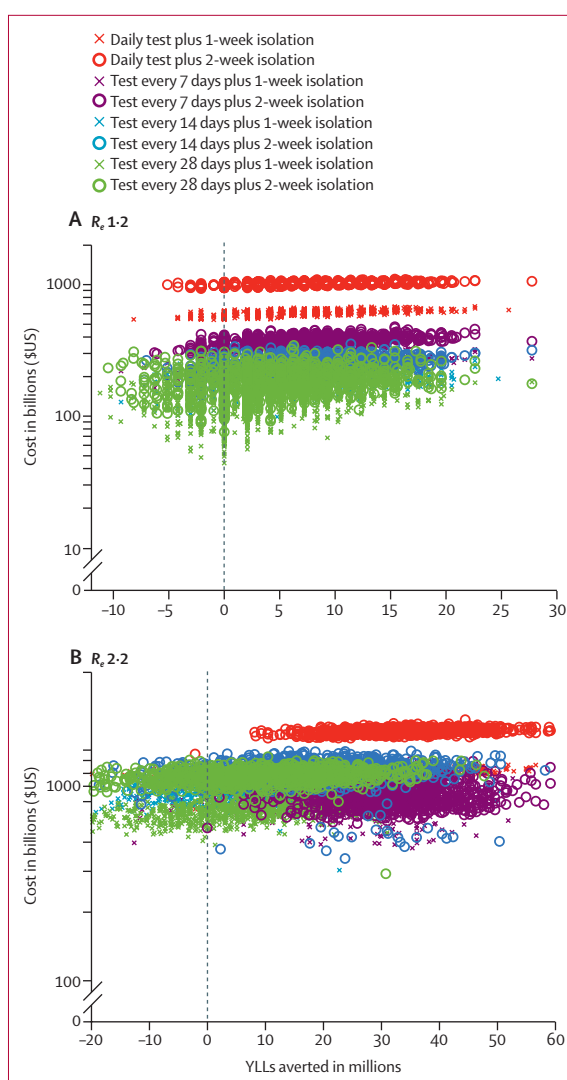 × Daily test plus 1-week isolation
Daily test plus 2-week isolation
× Test every 7 days plus 1-week isolation
Test every 7 days plus 2-week isolation
× Test every 14 days plus 1-week isolation
Test every 14 days plus 2-week isolation
× Test every 28 days plus 1-week isolation
Test every 28 days plus 2-week isolation
A Rₑ 1·2
1000
100
10
0
Cost in billions ($US)
−10 −5 0 5 10 15 20 25 30
B Rₑ 2·2
1000
100
0
Cost in billions ($US)
−20 −10 0 10 20 30 40 50 60
YLLs averted in millions